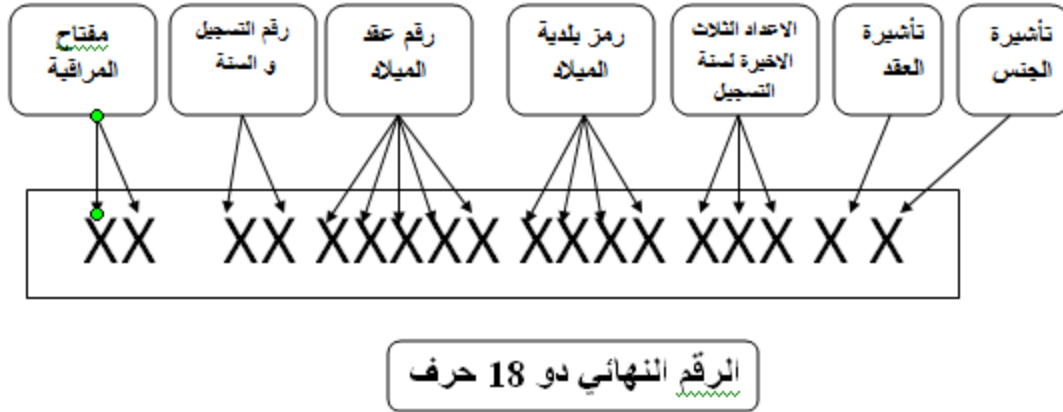 تأشيرة
الجنس
تأشيرة
العقد
الاعداد الثلاث
الاخيرة لسنة
التسجيل
رمز بلدية
الميلاد
رقم عقد
الميلاد
رقم التسجيل
و السنة
مفتاح
المراقبة
XX XX XXXXX XXXX XXX X X
الرقم النهائي دو 18 حرف